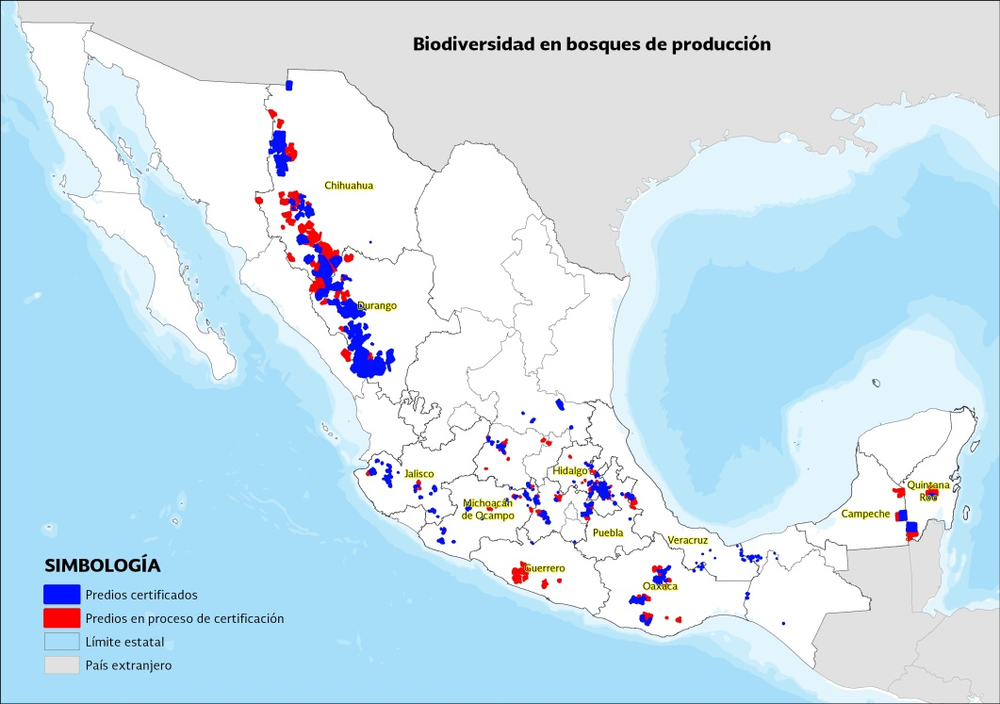 Biodiversidad en bosques de producción
Chihuahua
Durango
Jalisco
Hidalgo
Michoacán
de Ocampo
Puebla
Veracruz
Guerrero
Oaxaca
Quintana
Roo
Campeche
SIMBOLOGÍA
Predios certificados
Predios en proceso de certificación
Límite estatal
País extranjero